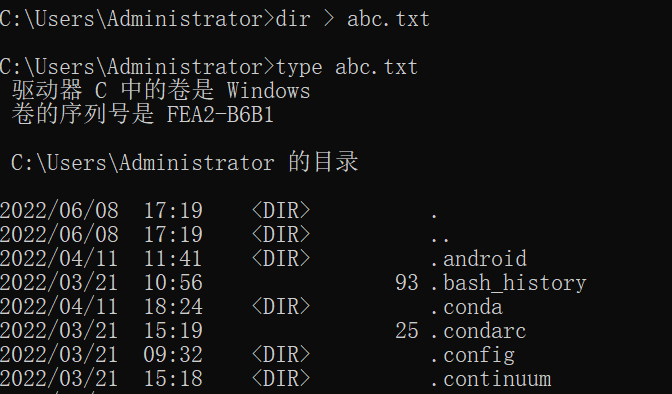 C:\Users\Administrator>dir > abc.txt
C:\Users\Administrator>type abc.txt
驱动器 C 中的卷是 Windows
卷的序列号是 FEA2-B6B1
C:\Users\Administrator 的目录
2022/06/08  17:19    <DIR>          .
2022/06/08  17:19    <DIR>          ..
2022/04/11  11:41    <DIR>          .android
2022/03/21  10:56                93 .bash_history
2022/04/11  18:24    <DIR>          .conda
2022/03/21  15:19                25 .condarc
2022/03/21  09:32    <DIR>          .config
2022/03/21  15:18    <DIR>          .continuum